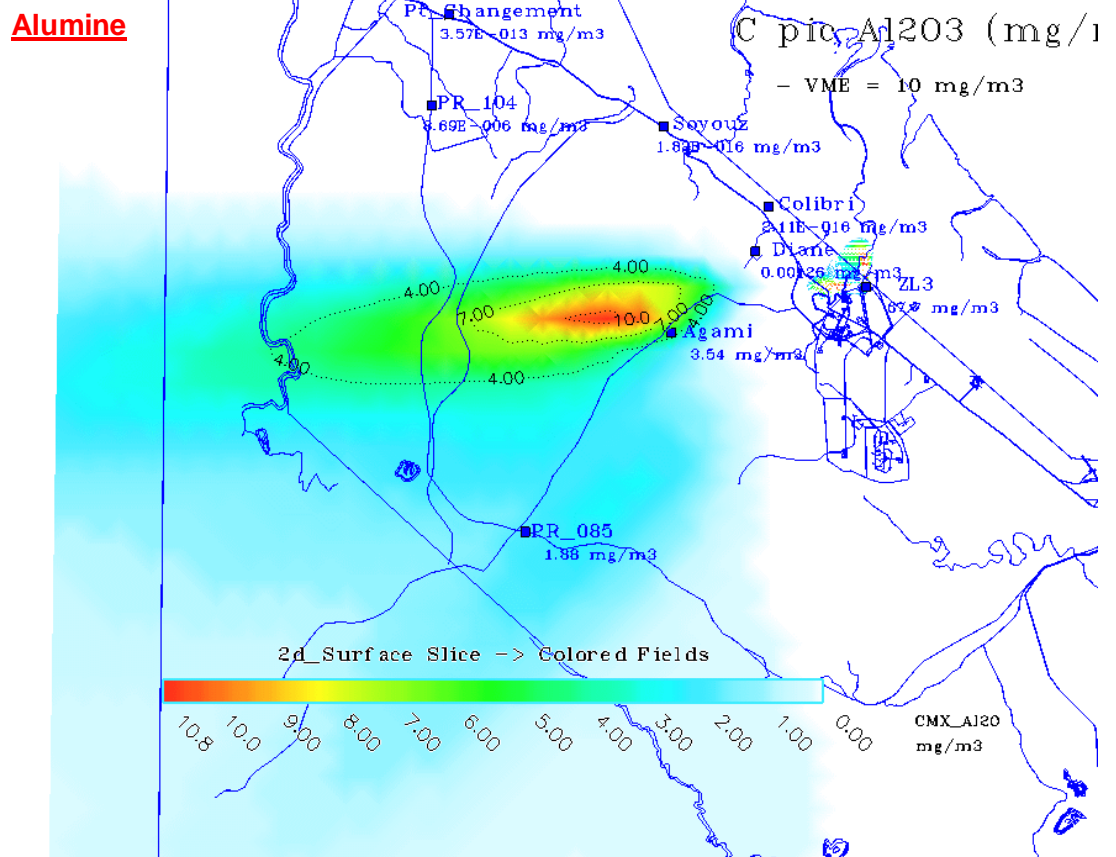 Alumine
Pt_Changement
3.57E-013 mg/m3
C pic Al2O3 (mg/
- VME = 10 mg/m3
PR_104
mg/m3
Soyouz
mg/m3
Colibri
2.11E-016 mg/m3
Diane
mg/m3
ZL3
mg/m3
4.00
4.00
7.00
10.0
7.00
4.00
Agami
3.54 mg/m3
4.00
4.00
PR_085
1.88 mg/m3
2d_Surface Slice -> Colored Fields
10.8 10.0 9.00 8.00 7.00 6.00 5.00 4.00 3.00 2.00 1.00 0.00
CMX_Al2O
mg/m3